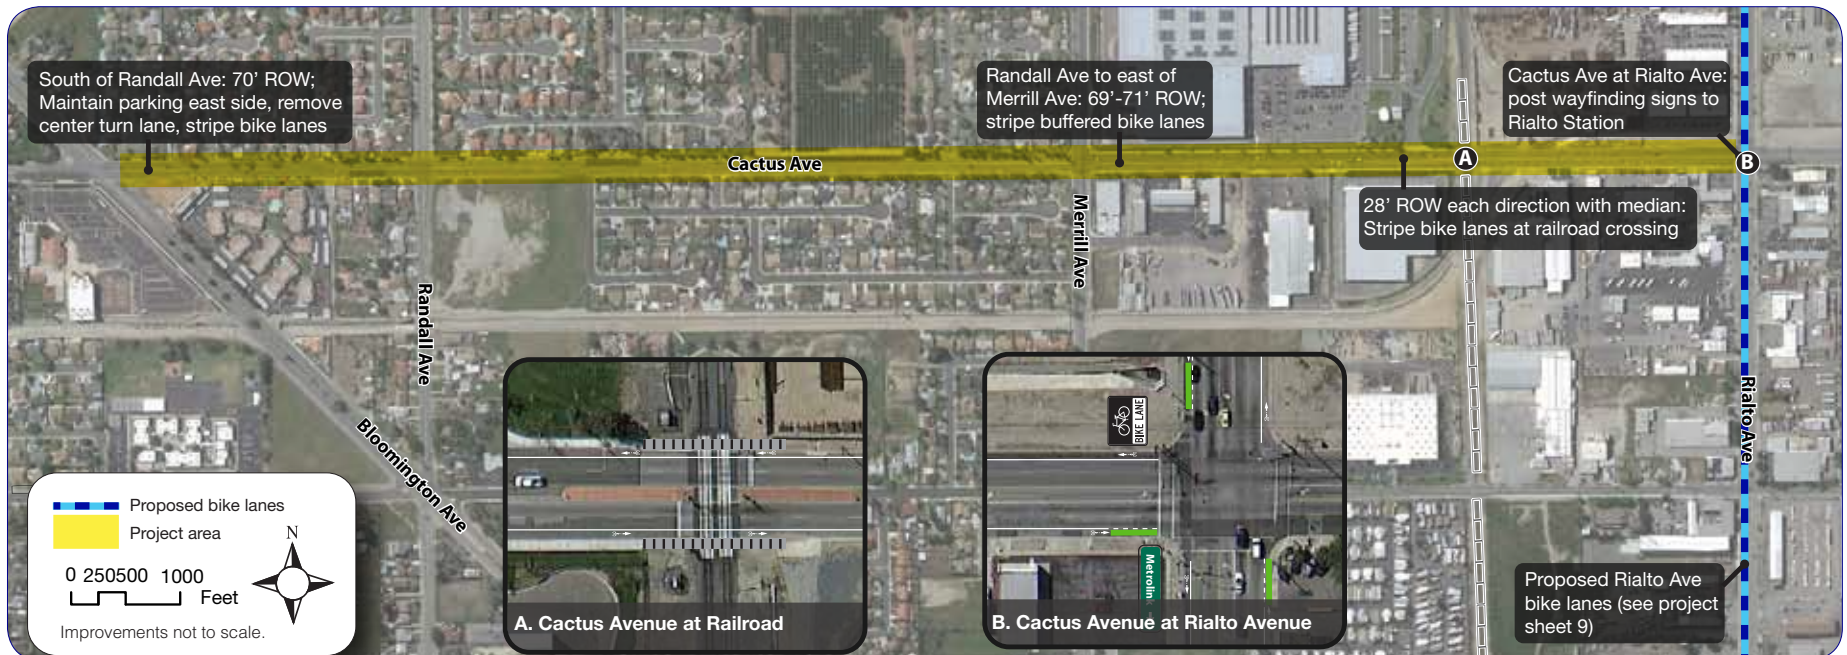 South of Randall Ave: 70' ROW;
Maintain parking east side, remove
center turn lane, stripe bike lanes
Randall Ave to east of
Merrill Ave: 69'-71' ROW;
stripe buffered bike lanes
Cactus Ave at Rialto Ave:
post wayfinding signs to
Rialto Station
Cactus Ave
A
B
28' ROW each direction with median:
Stripe bike lanes at railroad crossing
Merrill Ave
Randall Ave
Bloomington Ave
Rialto Ave
BIKE LANE
Metrolink
A. Cactus Avenue at Railroad
B. Cactus Avenue at Rialto Avenue
Proposed Rialto Ave
bike lanes (see project
sheet 9)
Proposed bike lanes
Project area
N
0 250500 1000
Feet
Improvements not to scale.